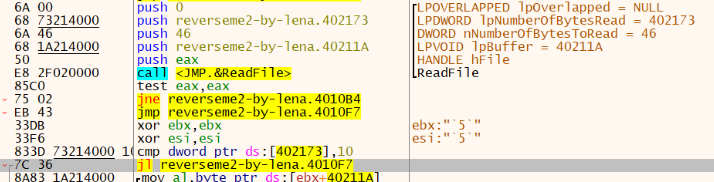 6A 00 push 0 LPOVERLAPPED lpOverlapped = NULL
68 73214000 push reverseme2-by-lena.402173 LPDWORD lpNumberOfBytesRead = 402173
6A 46 push 46 DWORD nNumberOfBytesToRead = 46
68 1A214000 push reverseme2-by-lena.40211A LPVOID lpBuffer = 40211A
50 push eax HANDLE hFile
E8 2F020000 call <JMP.&ReadFile> ReadFile
85C0 test eax,eax
75 02 jne reverseme2-by-lena.4010B4
EB 43 jmp reverseme2-by-lena.4010F7
33DB xor ebx,ebx ebx:"`5`"
33F6 xor esi,esi esi:"`5`"
833D 73214000 10 cmp dword ptr ds:[402173],10
7C 36 jl reverseme2-by-lena.4010F7
8A83 1A214000 mov al,byte ptr ds:[ebx+40211A]